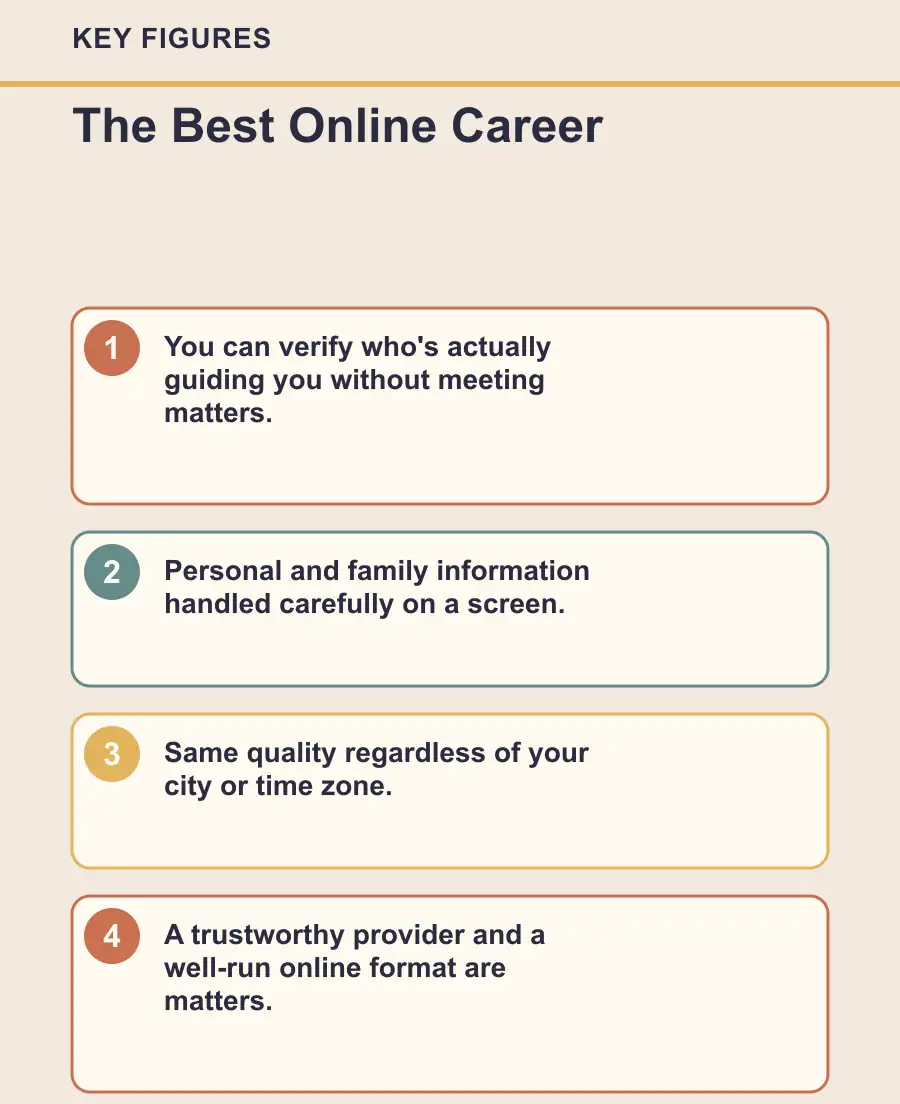 KEY FIGURES
The Best Online Career
1
You can verify who's actually
guiding you without meeting
matters.
2
Personal and family information
handled carefully on a screen.
3
Same quality regardless of your
city or time zone.
4
A trustworthy provider and a
well-run online format are
matters.